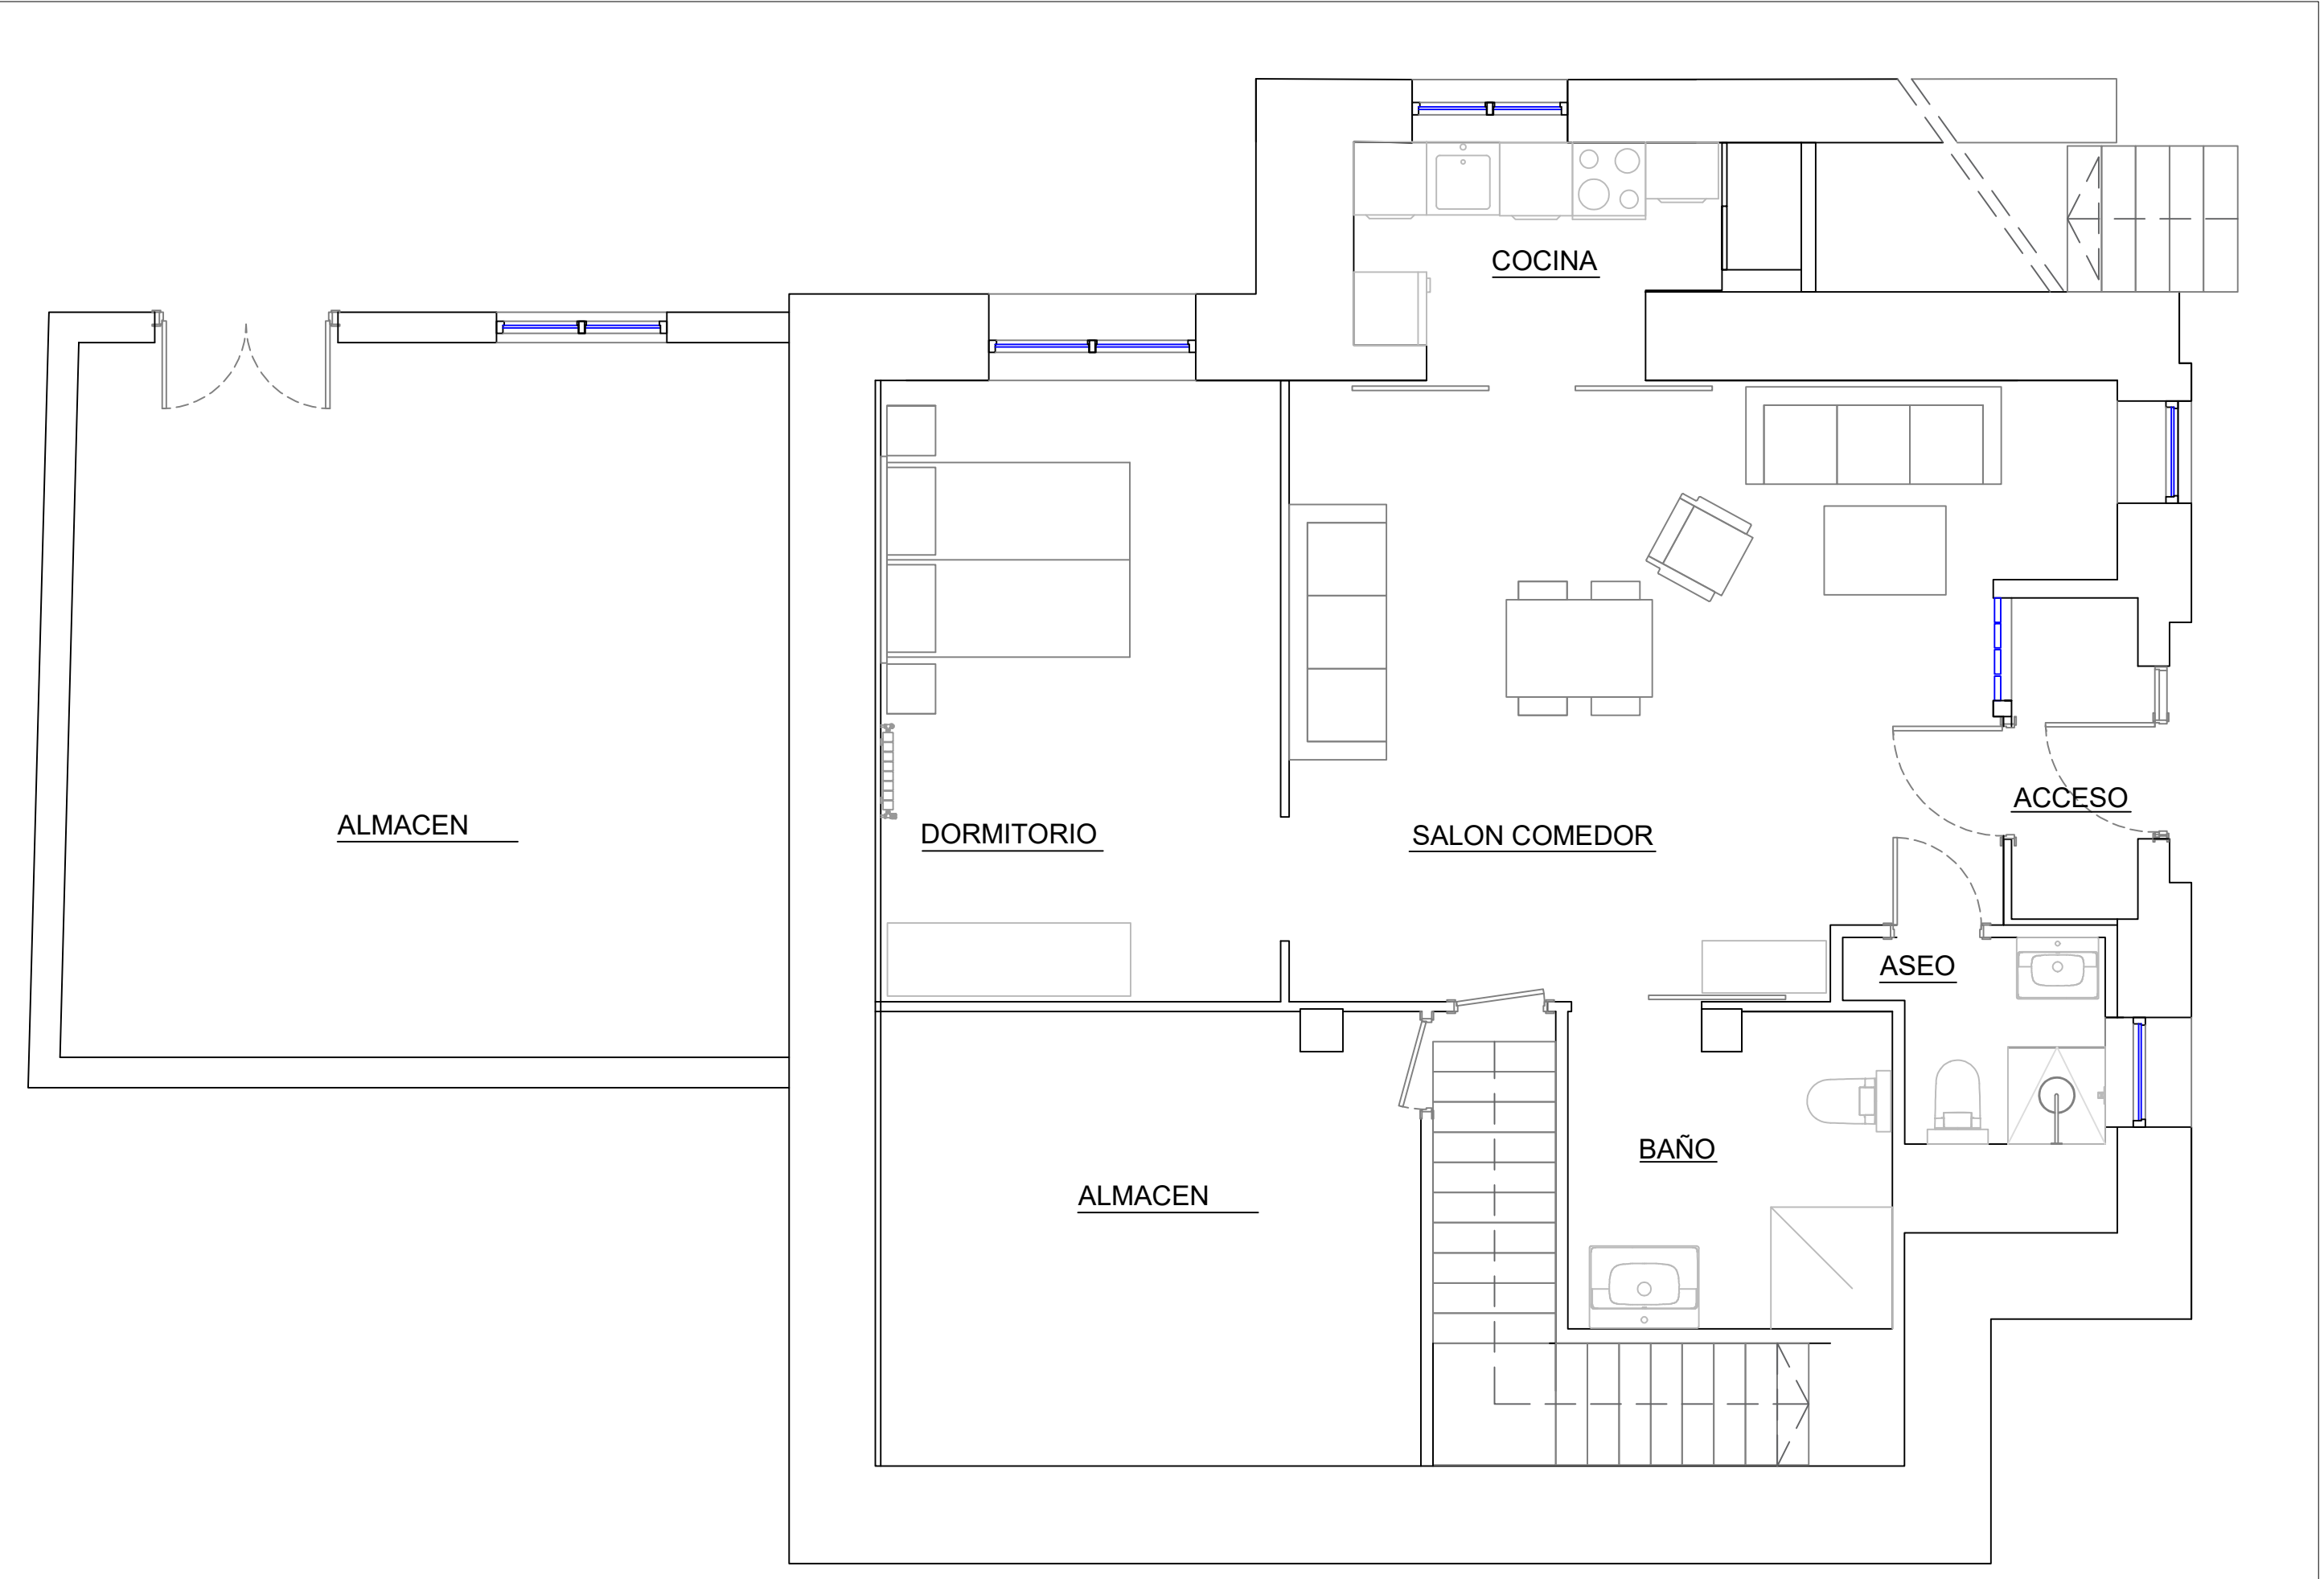 COCINA
ACCESO
ALMACEN
DORMITORIO
SALON COMEDOR
ASEO
BAÑO
ALMACEN